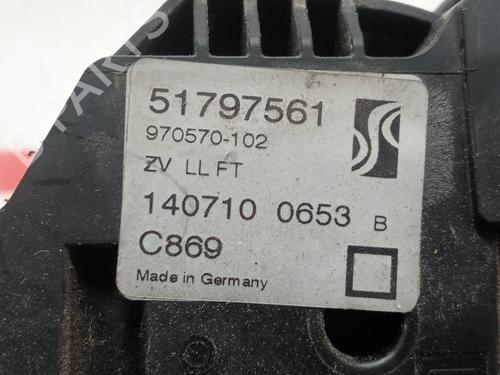 51797561
970570-102
ZV LL FT
140710 0653 B
C869
Made in Germany